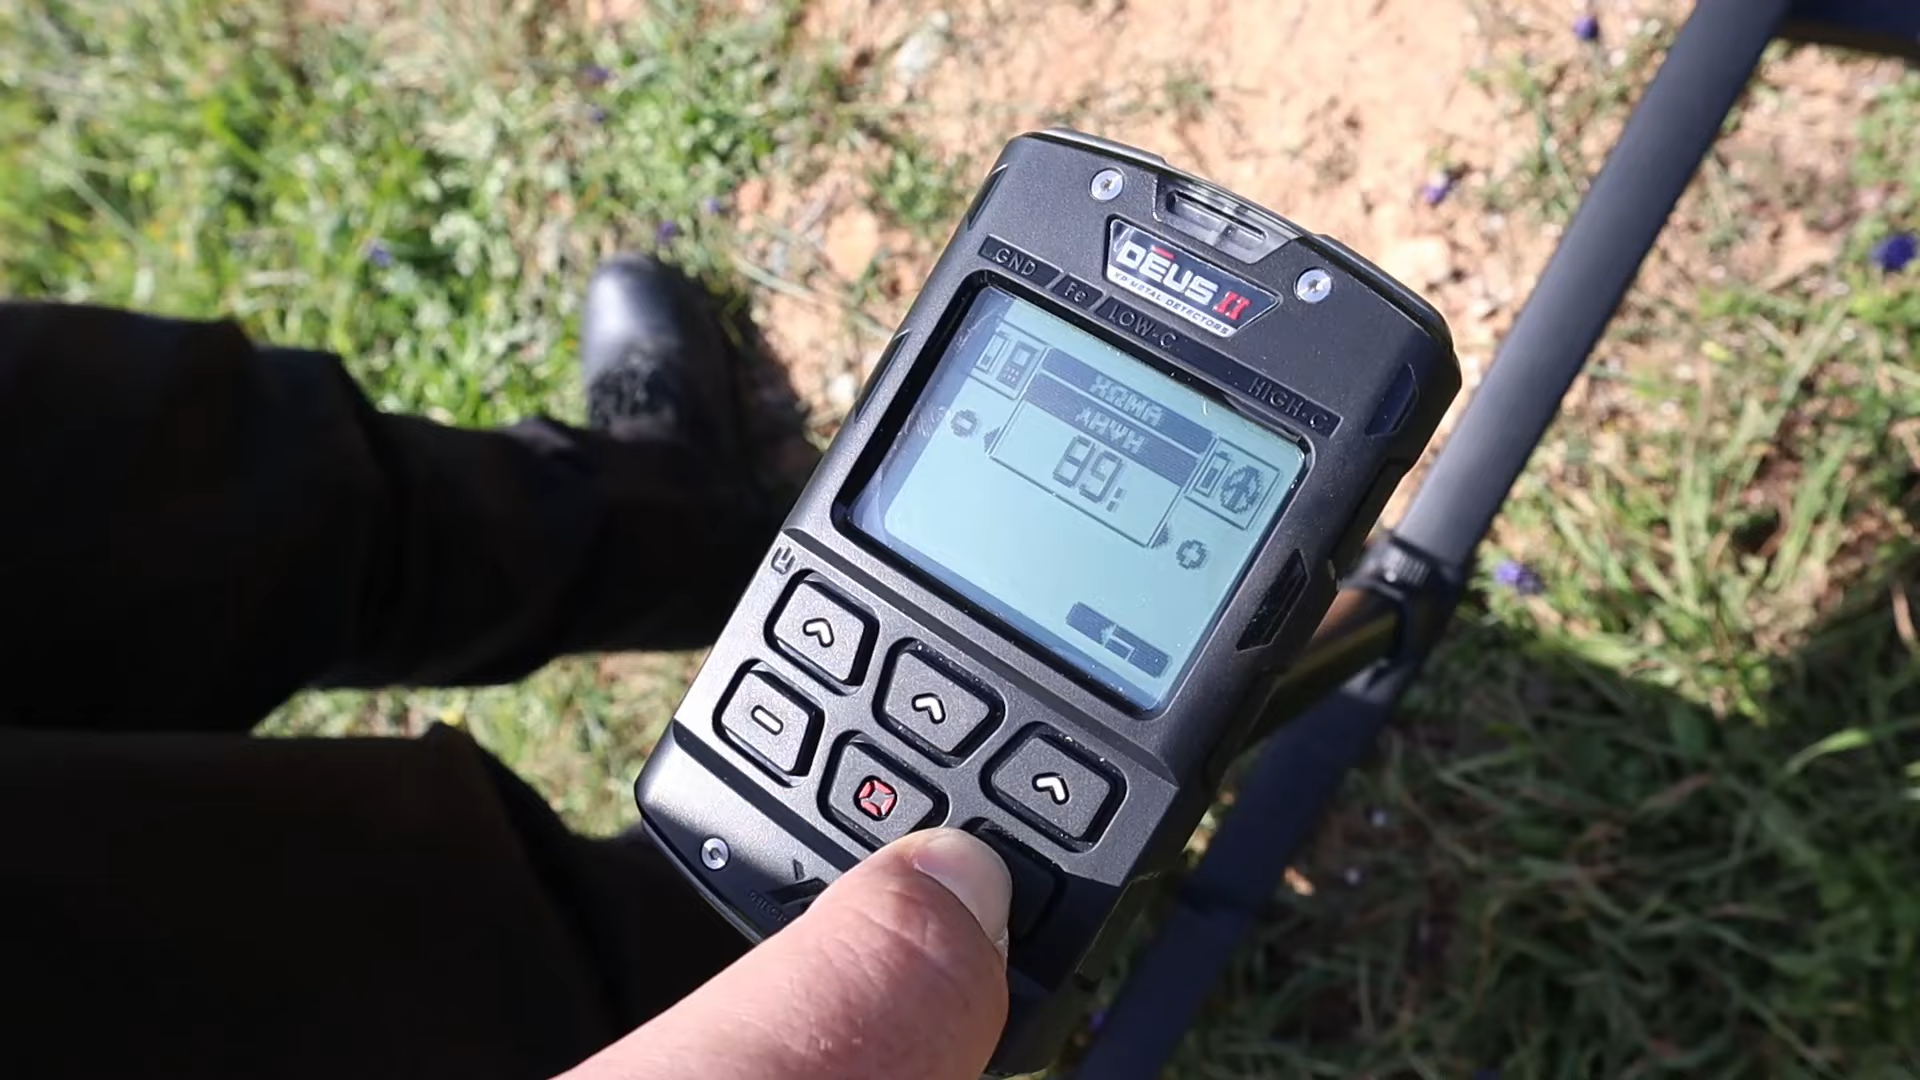 DEUS II
XP METAL DETECTORS
GND
Fe
LOW-C
HIGH-C
ΧΩΜΑ
ΛΗΨΗ
89